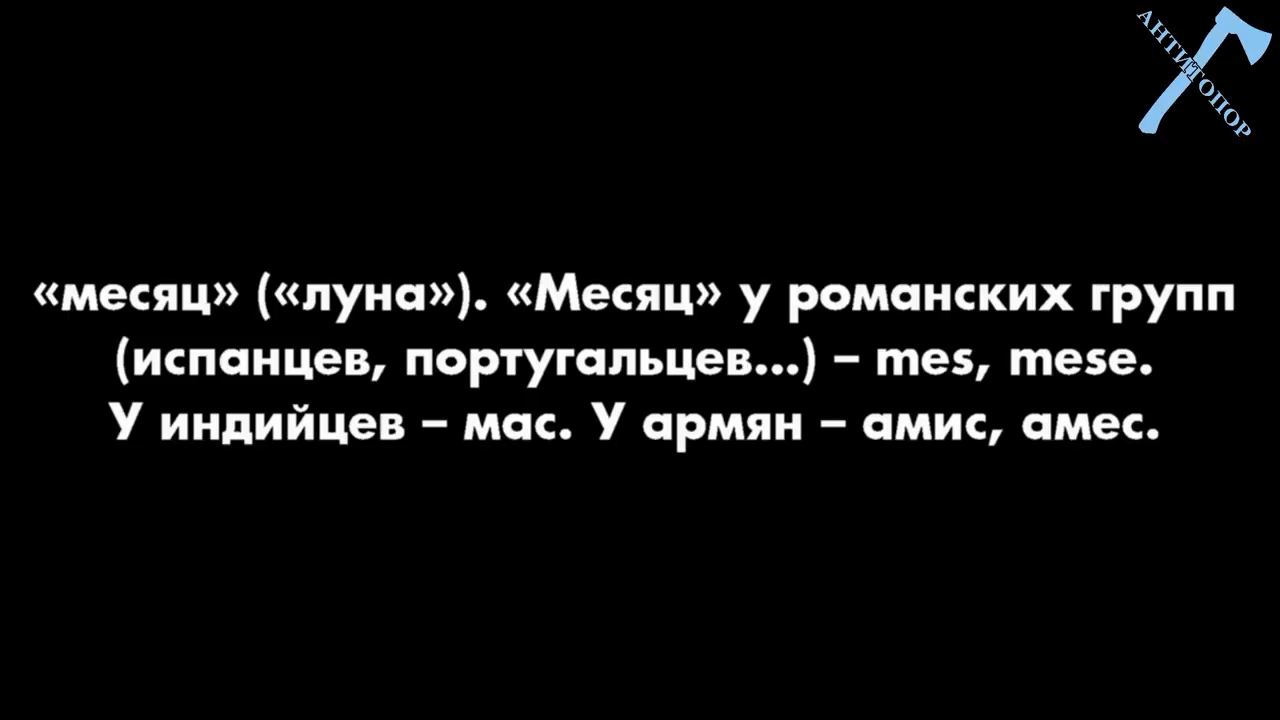 АНТИТОПОР
«месяц» («луна»). «Месяц» у романских групп
(испанцев, португальцев...) – mes, mese.
У индийцев – мас. У армян – амис, амес.